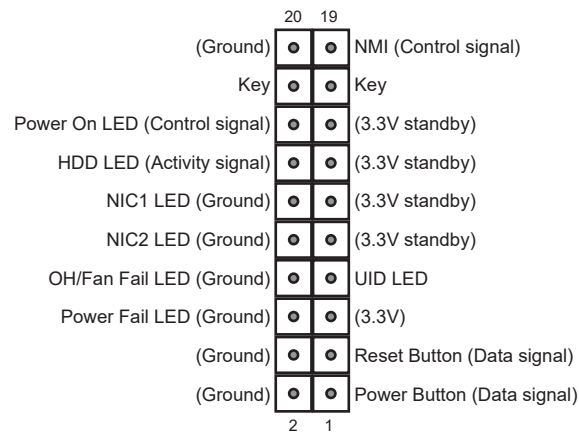 20 19
(Ground) NMI (Control signal)
Key Key
Power On LED (Control signal) (3.3V standby)
HDD LED (Activity signal) (3.3V standby)
NIC1 LED (Ground) (3.3V standby)
NIC2 LED (Ground) (3.3V standby)
OH/Fan Fail LED (Ground) UID LED
Power Fail LED (Ground) (3.3V)
(Ground) Reset Button (Data signal)
(Ground) Power Button (Data signal)
2 1